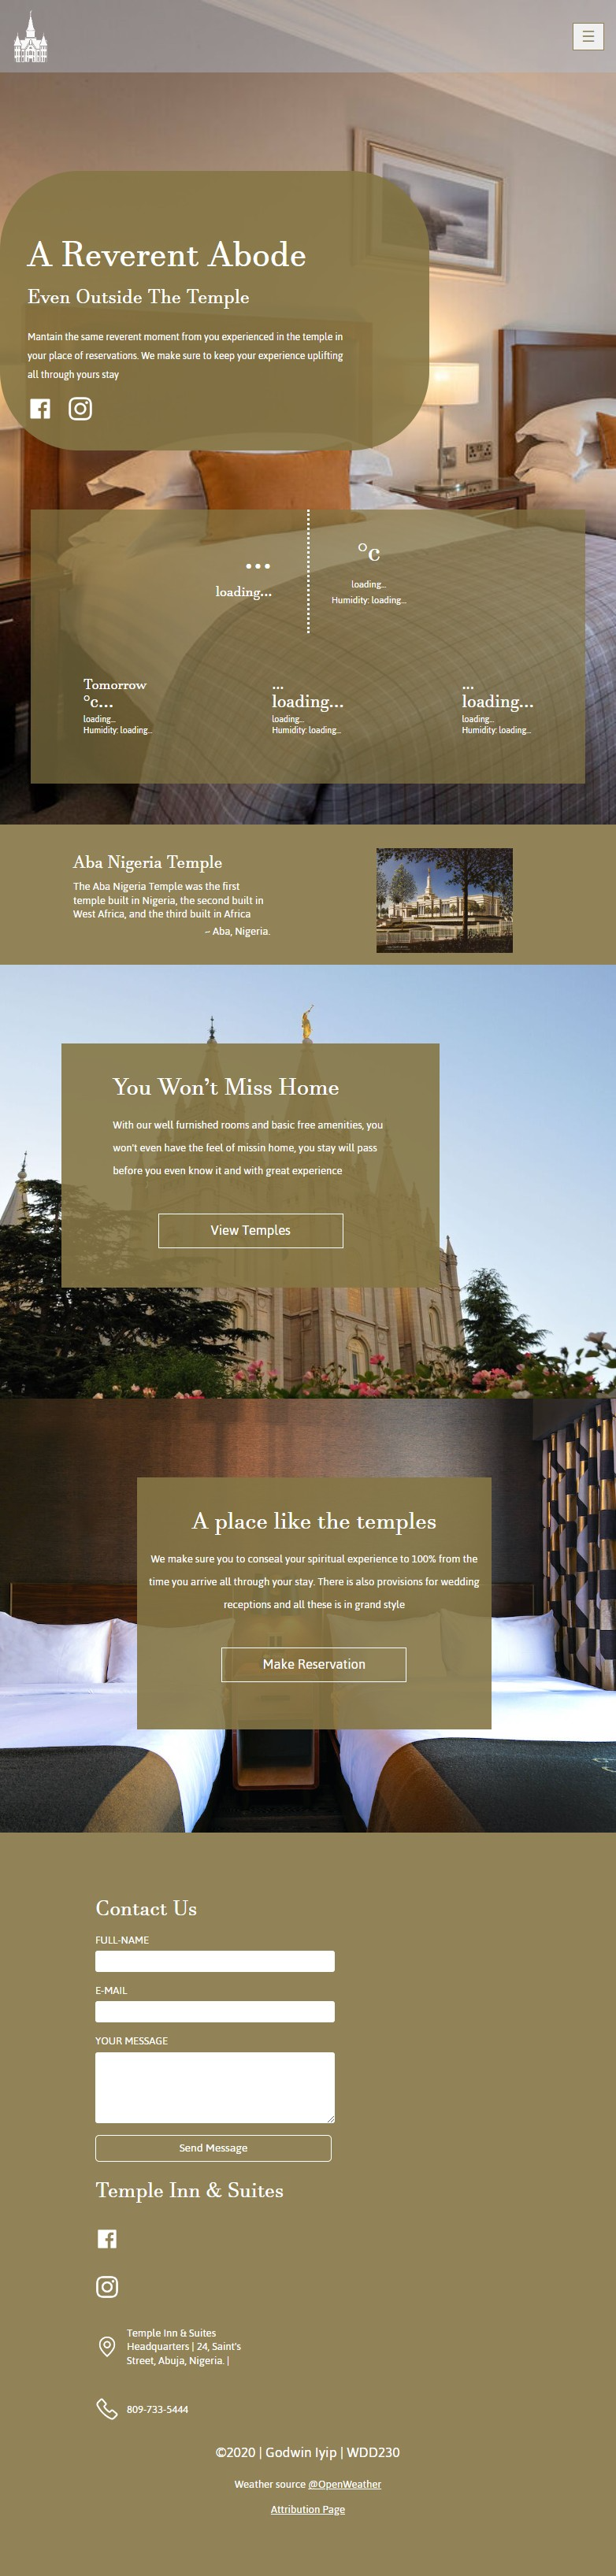 ☰
A Reverent Abode
Even Outside The Temple
Mantain the same reverent moment from you experienced in the temple in
your place of reservations. We make sure to keep your experience uplifting
all through yours stay
...
loading...
°c
loading...
Humidity: loading...
Tomorrow
°c...
loading...
Humidity: loading...
...
loading...
loading...
Humidity: loading...
...
loading...
loading...
Humidity: loading...
Aba Nigeria Temple
The Aba Nigeria Temple was the first
temple built in Nigeria, the second built in
West Africa, and the third built in Africa
~ Aba, Nigeria.
You Won’t Miss Home
With our well furnished rooms and basic free amenities, you
won't even have the feel of missin home, you stay will pass
before you even know it and with great experience
View Temples
A place like the temples
We make sure you to conseal your spiritual experience to 100% from the
time you arrive all through your stay. There is also provisions for wedding
receptions and all these is in grand style
Make Reservation
Contact Us
FULL-NAME
E-MAIL
YOUR MESSAGE
Send Message
Temple Inn & Suites
Temple Inn & Suites
Headquarters | 24, Saint's
Street, Abuja, Nigeria. |
809-733-5444
©2020 | Godwin Iyip | WDD230
Weather source @OpenWeather
Attribution Page